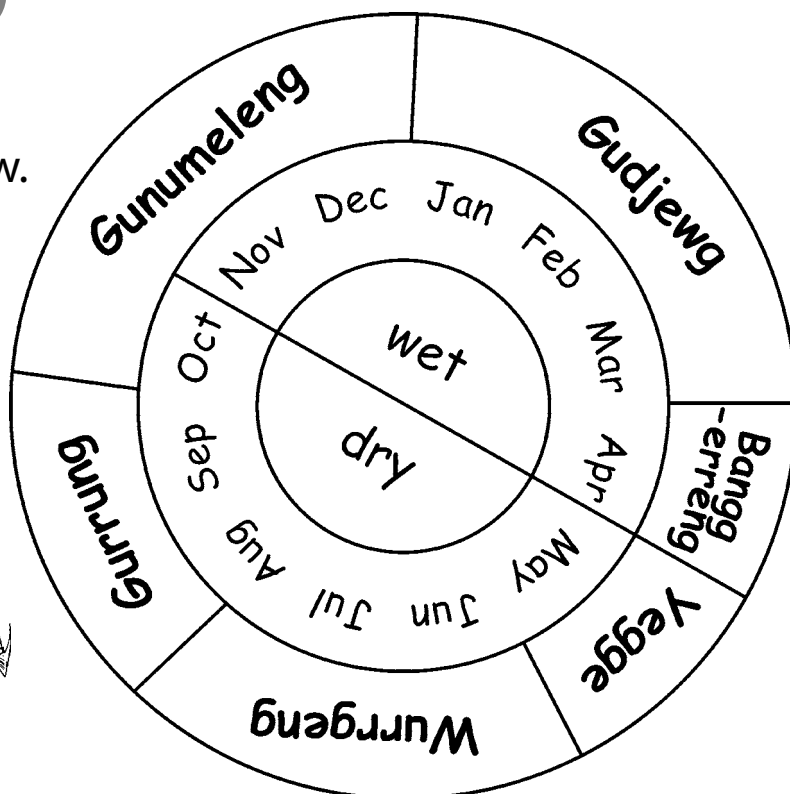 w.
Gunumeleng
Gudjewg
Bangg
-erreng
Yegge
Wurrgeng
Gurrung
Jan
Feb
Mar
Apr
May
Jun
Jul
Aug
Sep
Oct
Nov
Dec
wet
dry